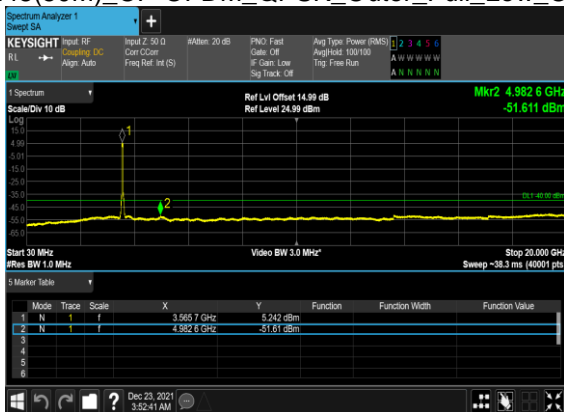 Spectrum Analyzer 1
Swept SA
+
KEYSIGHT
RL
Input: RF
Coupling: DC
Align: Auto
Input Z: 50 Ω
Corr CCorr
Freq Ref: Int (S)
#Atten: 20 dB
PNO: Fast
Gate: Off
IF Gain: Low
Sig Track: Off
Avg Type: Power (RMS)
Avg|Hold: 100/100
Trig: Free Run
1 2 3 4 5 6
A W W W W W
A N N N N N
1 Spectrum
Scale/Div 10 dB
Ref Lvl Offset 14.99 dB
Ref Level 24.99 dBm
Mkr2 4.982 6 GHz
-51.611 dBm
Log
15.0
4.99
-5.01
-15.0
-25.0
-35.0
-45.0
-55.0
-65.0
1
2
DL1 -40.00 dBm
Start 30 MHz
#Res BW 1.0 MHz
Video BW 3.0 MHz*
Stop 20.000 GHz
Sweep ~38.3 ms (40001 pts)
5 Marker Table
Mode Trace Scale X Y Function Function Width Function Value
1 N 1 f 3.565 7 GHz 5.242 dBm
2 N 1 f 4.982 6 GHz -51.61 dBm
3
4
5
6
?
Dec 23, 2021
3:52:41 AM